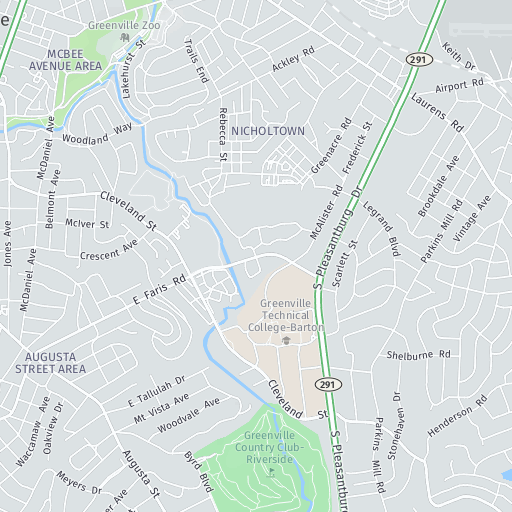 Greenville Zoo
e
MCBEE
AVENUE AREA
Lakehurst St
Trails End
Ackley Rd
291
Keith Dr
Airport Rd
Laurens Rd
Woodland Way
Rebecca St
NICHOLTOWN
Greenacre Rd
Frederick St
McDaniel Ave
Belmont Ave
Cleveland St
McIver St
Crescent Ave
Jones Ave
McDaniel Ave
McAlister Rd
S Pleasantburg Dr
Legrand Blvd
Scarlett St
Brookdale Ave
Parkins Mill Rd
Vintage Ave
E Faris Rd
Greenville
Technical
College-Barton
AUGUSTA
STREET AREA
Shelburne Rd
291
E Tallulah Dr
Mt Vista Ave
Woodvale Ave
Cleveland St
Waccamaw Ave
Oakview Dr
Greenville
Country Club-
Riverside
Augusta St
Byrd Blvd
Meyers Dr
er Ave
S Pleasantburg
Parkins Mill Rd
Stonehaven Dr
Henderson Rd